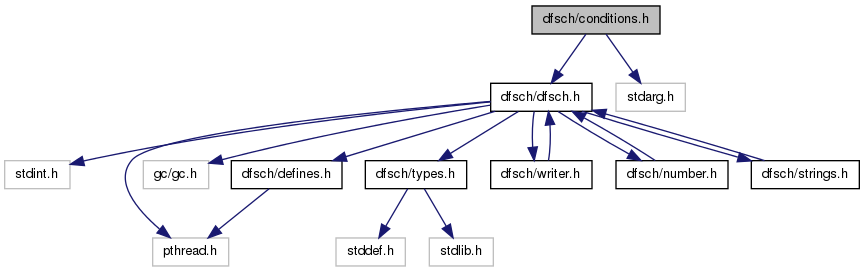 dfsch/conditions.h
dfsch/dfsch.h
stdarg.h
stdint.h
gc/gc.h
dfsch/defines.h
dfsch/types.h
dfsch/writer.h
dfsch/number.h
dfsch/strings.h
pthread.h
stddef.h
stdlib.h